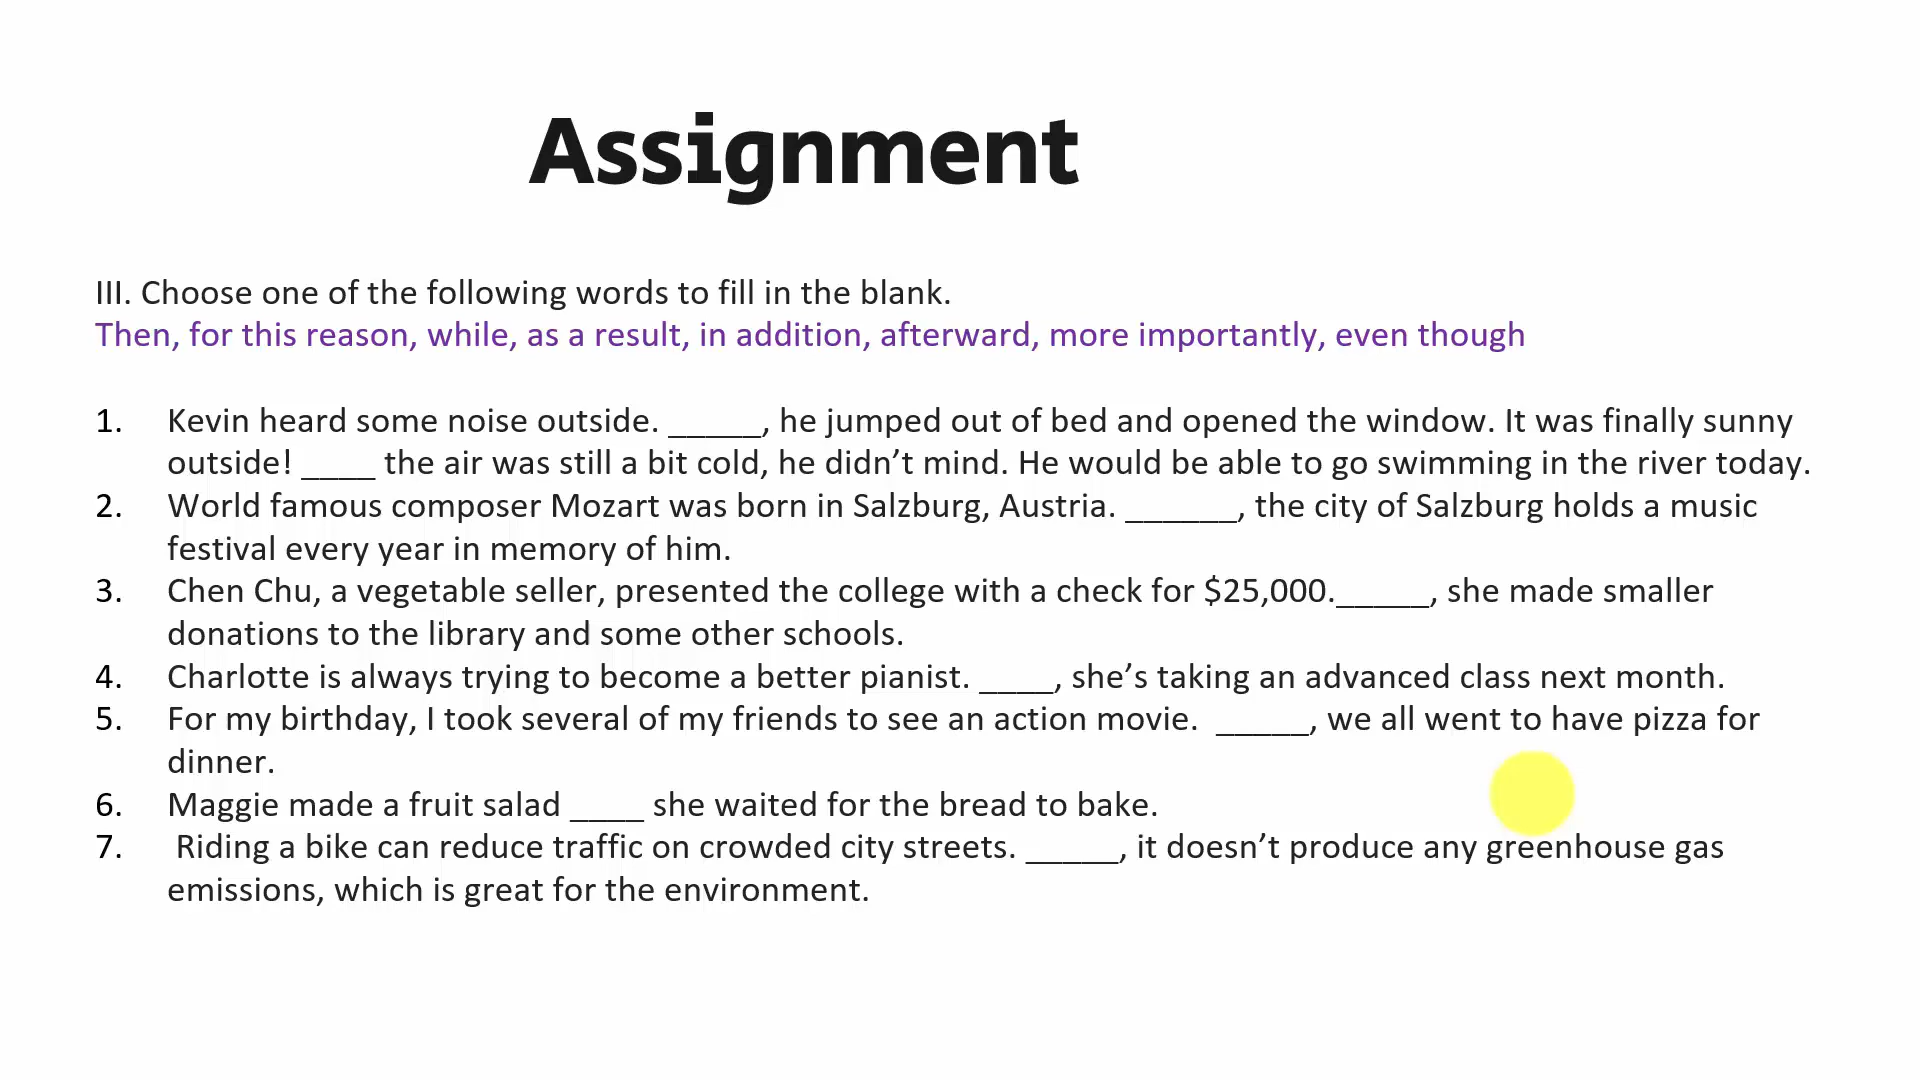 Assignment
III. Choose one of the following words to fill in the blank.
Then, for this reason, while, as a result, in addition, afterward, more importantly, even though
1. Kevin heard some noise outside. _____, he jumped out of bed and opened the window. It was finally sunny
outside! ____ the air was still a bit cold, he didn’t mind. He would be able to go swimming in the river today.
2. World famous composer Mozart was born in Salzburg, Austria. ______, the city of Salzburg holds a music
festival every year in memory of him.
3. Chen Chu, a vegetable seller, presented the college with a check for $25,000._____, she made smaller
donations to the library and some other schools.
4. Charlotte is always trying to become a better pianist. ____, she’s taking an advanced class next month.
5. For my birthday, I took several of my friends to see an action movie. _____, we all went to have pizza for
dinner.
6. Maggie made a fruit salad ____ she waited for the bread to bake.
7. Riding a bike can reduce traffic on crowded city streets. _____, it doesn’t produce any greenhouse gas
emissions, which is great for the environment.